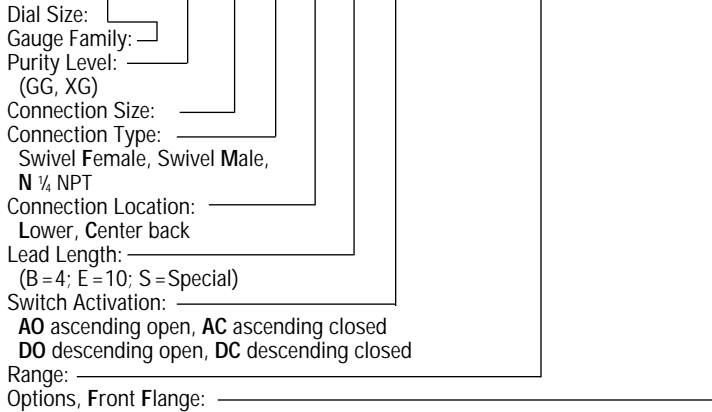 Dial Size:
Gauge Family:
Purity Level:
(GG, XG)
Connection Size:
Connection Type:
Swivel Female, Swivel Male,
N ¼ NPT
Connection Location:
Lower, Center back
Lead Length:
(B=4; E=10; S=Special)
Switch Activation:
AO ascending open, AC ascending closed
DO descending open, DC descending closed
Range:
Options, Front Flange: